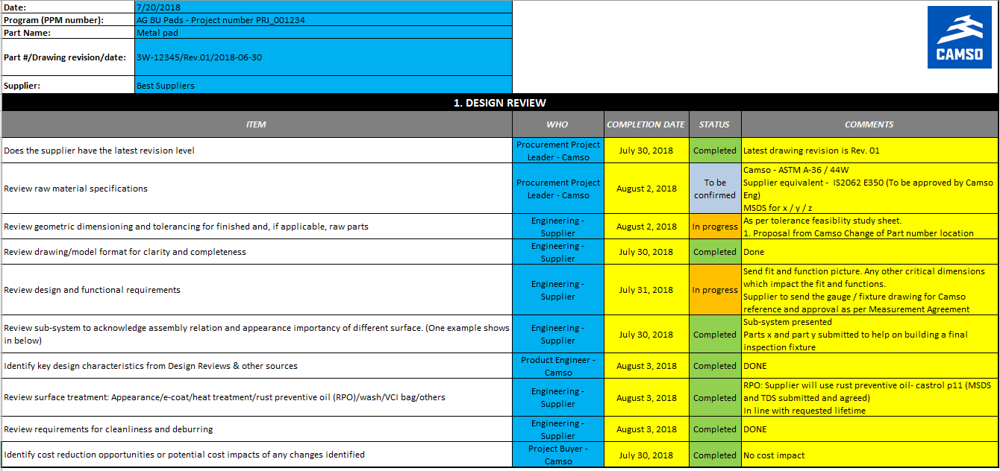 Date: 7/20/2018
Program (PPM number): AG BU Pads - Project number PRJ_001234
Part Name: Metal pad
Part #/Drawing revision/date: 3W-12345/Rev.01/2018-06-30
Supplier: Best Suppliers
CAMSO
1. DESIGN REVIEW
ITEM WHO COMPLETION DATE STATUS COMMENTS
Does the supplier have the latest revision level
Procurement Project
Leader - Camso
July 30, 2018
Completed
Latest drawing revision is Rev. 01
Review raw material specifications
Procurement Project
Leader - Camso
August 2, 2018
To be
confirmed
Camso - ASTM A-36 / 44W
Supplier equivalent - IS2062 E350 (To be approved by Camso
Eng)
MSDS for x / y / z
Review geometric dimensioning and tolerancing for finished and, if applicable, raw parts
Engineering -
Supplier
August 2, 2018
In progress
As per tolerance feasiblity study sheet.
1. Proposal from Camso Change of Part number location
Review drawing/model format for clarity and completeness
Engineering -
Supplier
July 30, 2018
Completed
Done
Review design and functional requirements
Engineering -
Supplier
July 31, 2018
In progress
Send fit and function picture. Any other critical dimensions
which impact the fit and functions.
Supplier to send the gauge / fixture drawing for Camso
reference and approval as per Measurement Agreement
Review sub-system to acknowledge assembly relation and appearance importancy of different surface. (One example shows
in below)
Engineering -
Supplier
July 30, 2018
Completed
Sub-system presented
Parts x and part y submitted to help on building a final
inspection fixture
Identify key design characteristics from Design Reviews & other sources
Product Engineer -
Camso
August 3, 2018
Completed
DONE
Review surface treatment: Appearance/e-coat/heat treatment/rust preventive oil (RPO)/wash/VCI bag/others
Engineering -
Supplier
August 3, 2018
Completed
RPO: Supplier will use rust preventive oil- castrol p11 (MSDS
and TDS submitted and agreed)
In line with requested lifetime
Review requirements for cleanliness and deburring
Engineering -
Supplier
August 3, 2018
Completed
DONE
Identify cost reduction opportunities or potential cost impacts of any changes identified
Project Buyer -
Camso
July 30, 2018
Completed
No cost impact